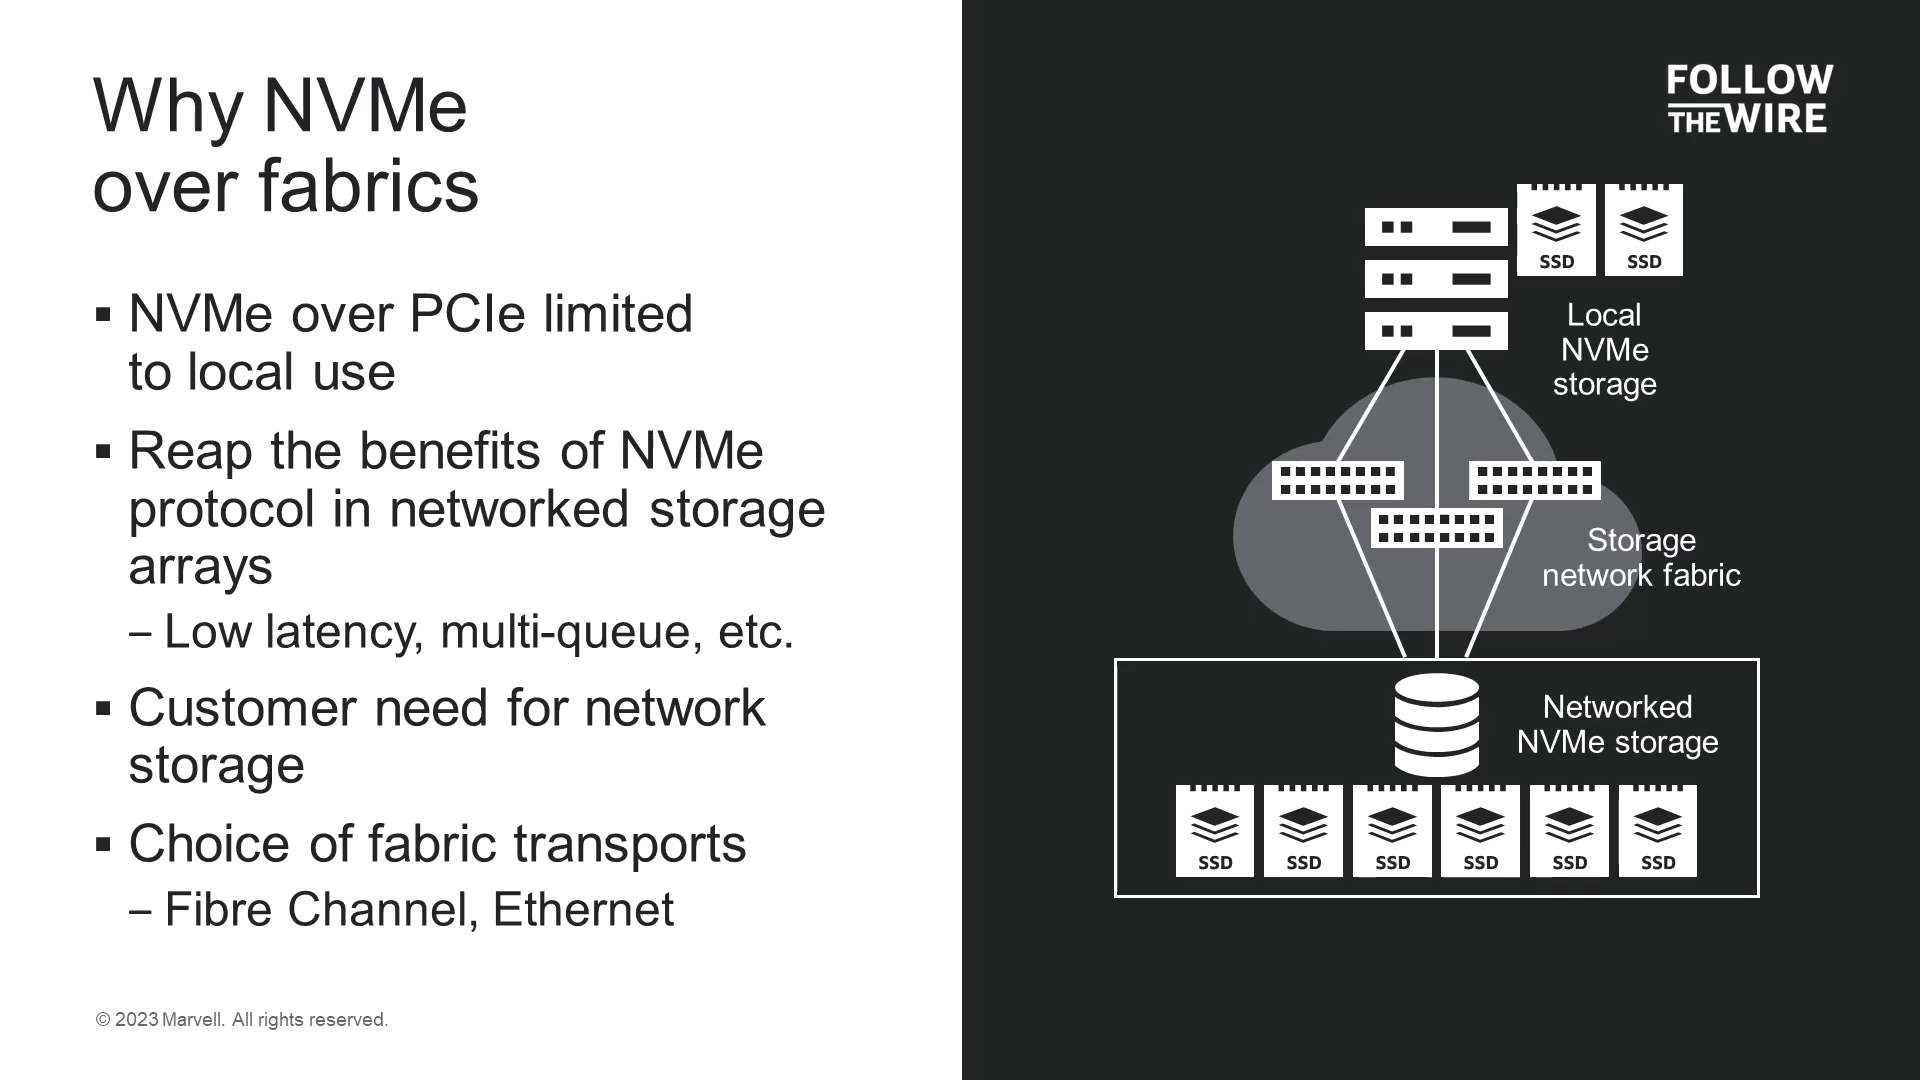 Why NVMe
over fabrics
▪ NVMe over PCIe limited
to local use
▪ Reap the benefits of NVMe
protocol in networked storage
arrays
– Low latency, multi-queue, etc.
▪ Customer need for network
storage
▪ Choice of fabric transports
– Fibre Channel, Ethernet
© 2023 Marvell. All rights reserved.
FOLLOW
THE WIRE
SSD SSD
Local
NVMe
storage
Storage
network fabric
Networked
NVMe storage
SSD SSD SSD SSD SSD SSD